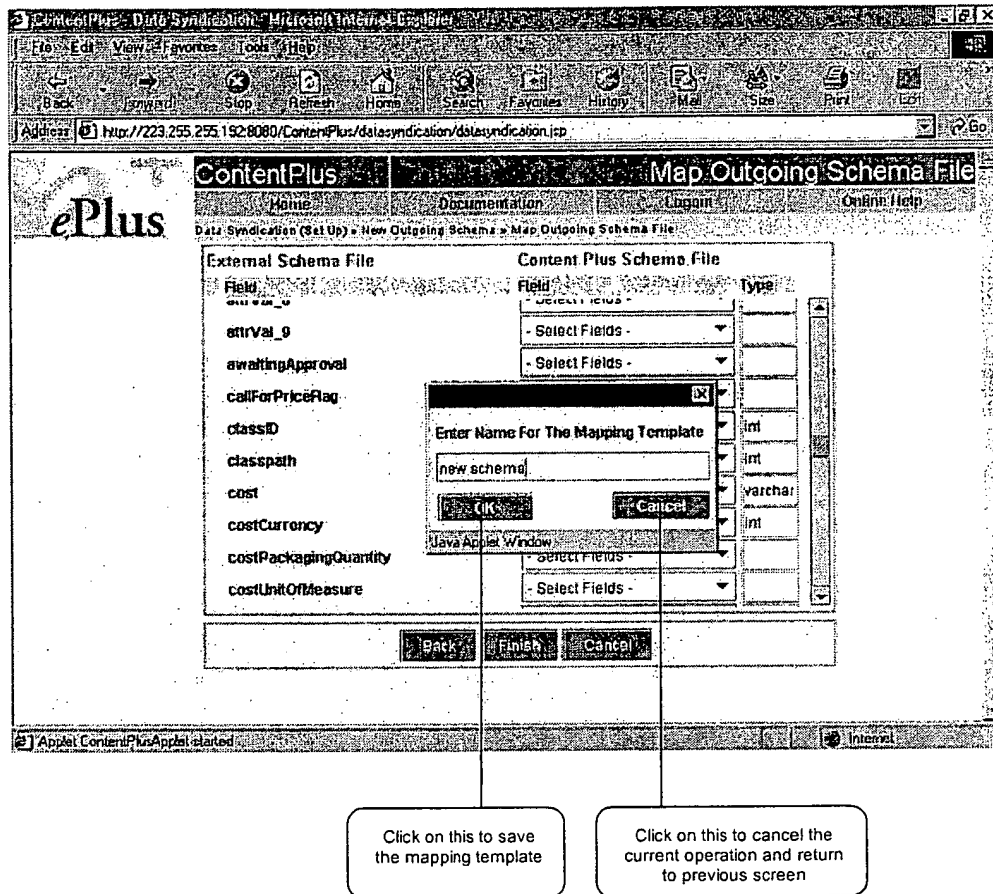 ContentPlus - Data Syndication - Microsoft Internet Explorer
File Edit View Favorites Tools Help
Back Forward Stop Refresh Home Search Favorites History Mail Size Print Edit
Address http://223.255.255.192:8080/ContentPlus/datasyndication/datasyndication.jsp Go
ePlus
ContentPlus Map Outgoing Schema File
Home Documentation Logout Online Help
Data Syndication (Set Up) » New Outgoing Schema » Map Outgoing Schema File
External Schema File Content Plus Schema File
Field Field Type
attrVal_8 - Select Fields -
attrVal_9 - Select Fields -
awaitingApproval - Select Fields -
callForPriceFlag
classID int
classpath int
cost varchar
costCurrency int
costPackagingQuantity - Select Fields -
costUnitOfMeasure - Select Fields -
Enter Name For The Mapping Template
new schema
OK Cancel
Java Applet Window
Back Finish Cancel
Applet ContentPlusApplet started Internet
Click on this to save
the mapping template
Click on this to cancel the
current operation and return
to previous screen